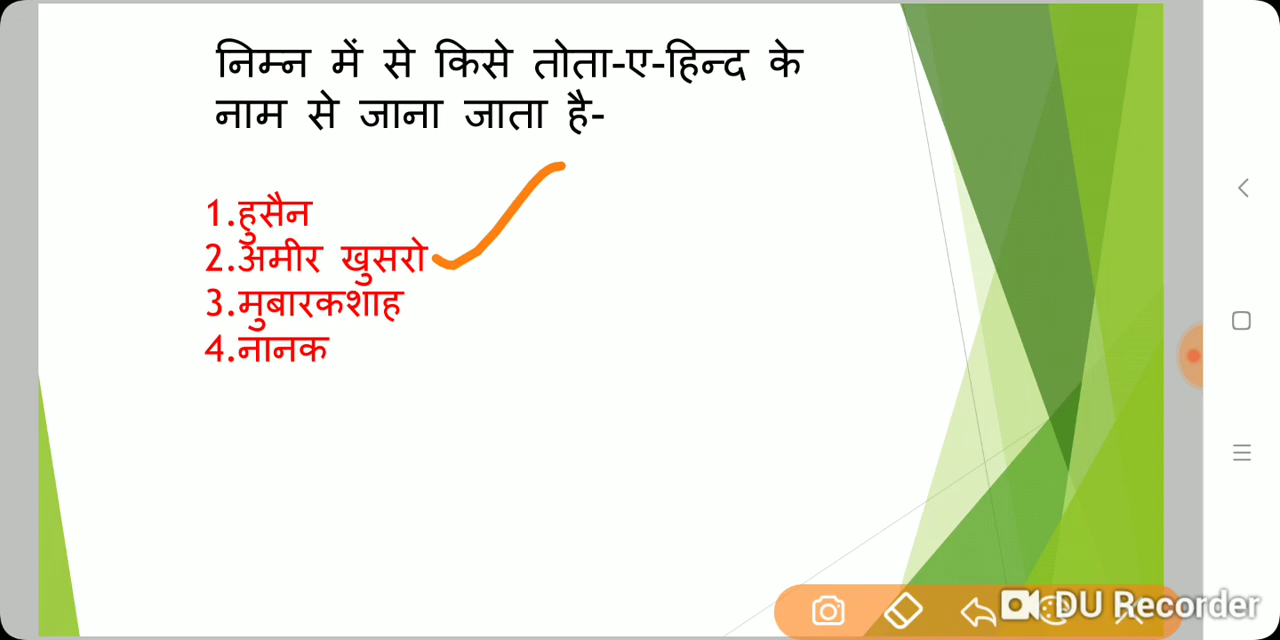 निम्न में से किसे तोता-ए-हिन्द के
नाम से जाना जाता है-
1.हुसैन
2.अमीर खुसरो
3.मुबारकशाह
4.नानक
DU Recorder